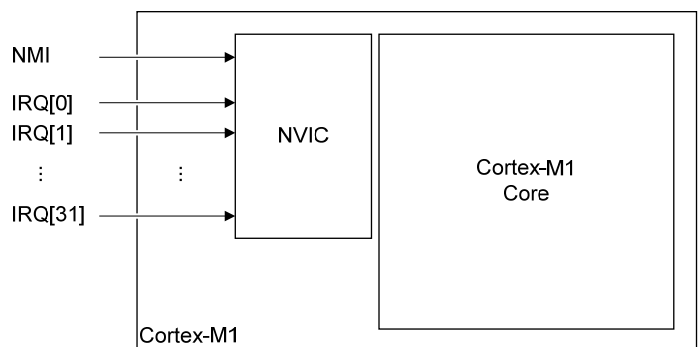 NMI
IRQ[0]
IRQ[1]
⋮
⋮
IRQ[31]
NVIC
Cortex-M1
Core
Cortex-M1